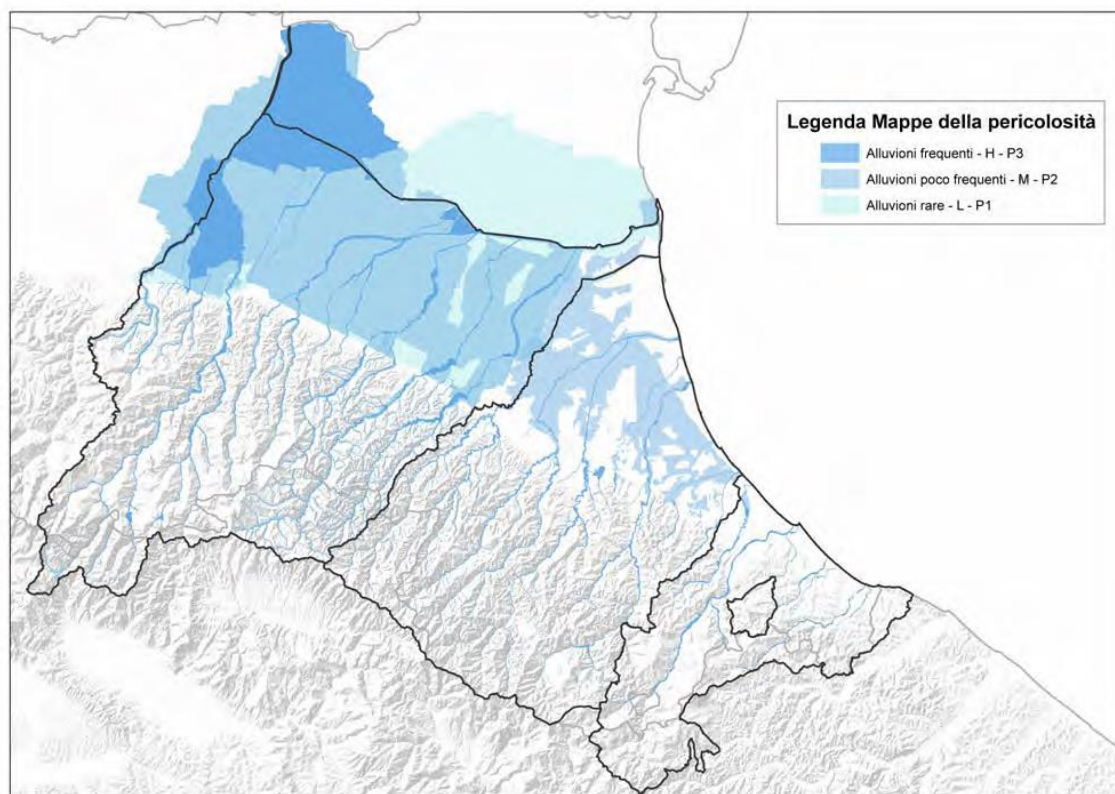 Legenda Mappe della pericolosità
Alluvioni frequenti - H - P3
Alluvioni poco frequenti - M - P2
Alluvioni rare - L - P1